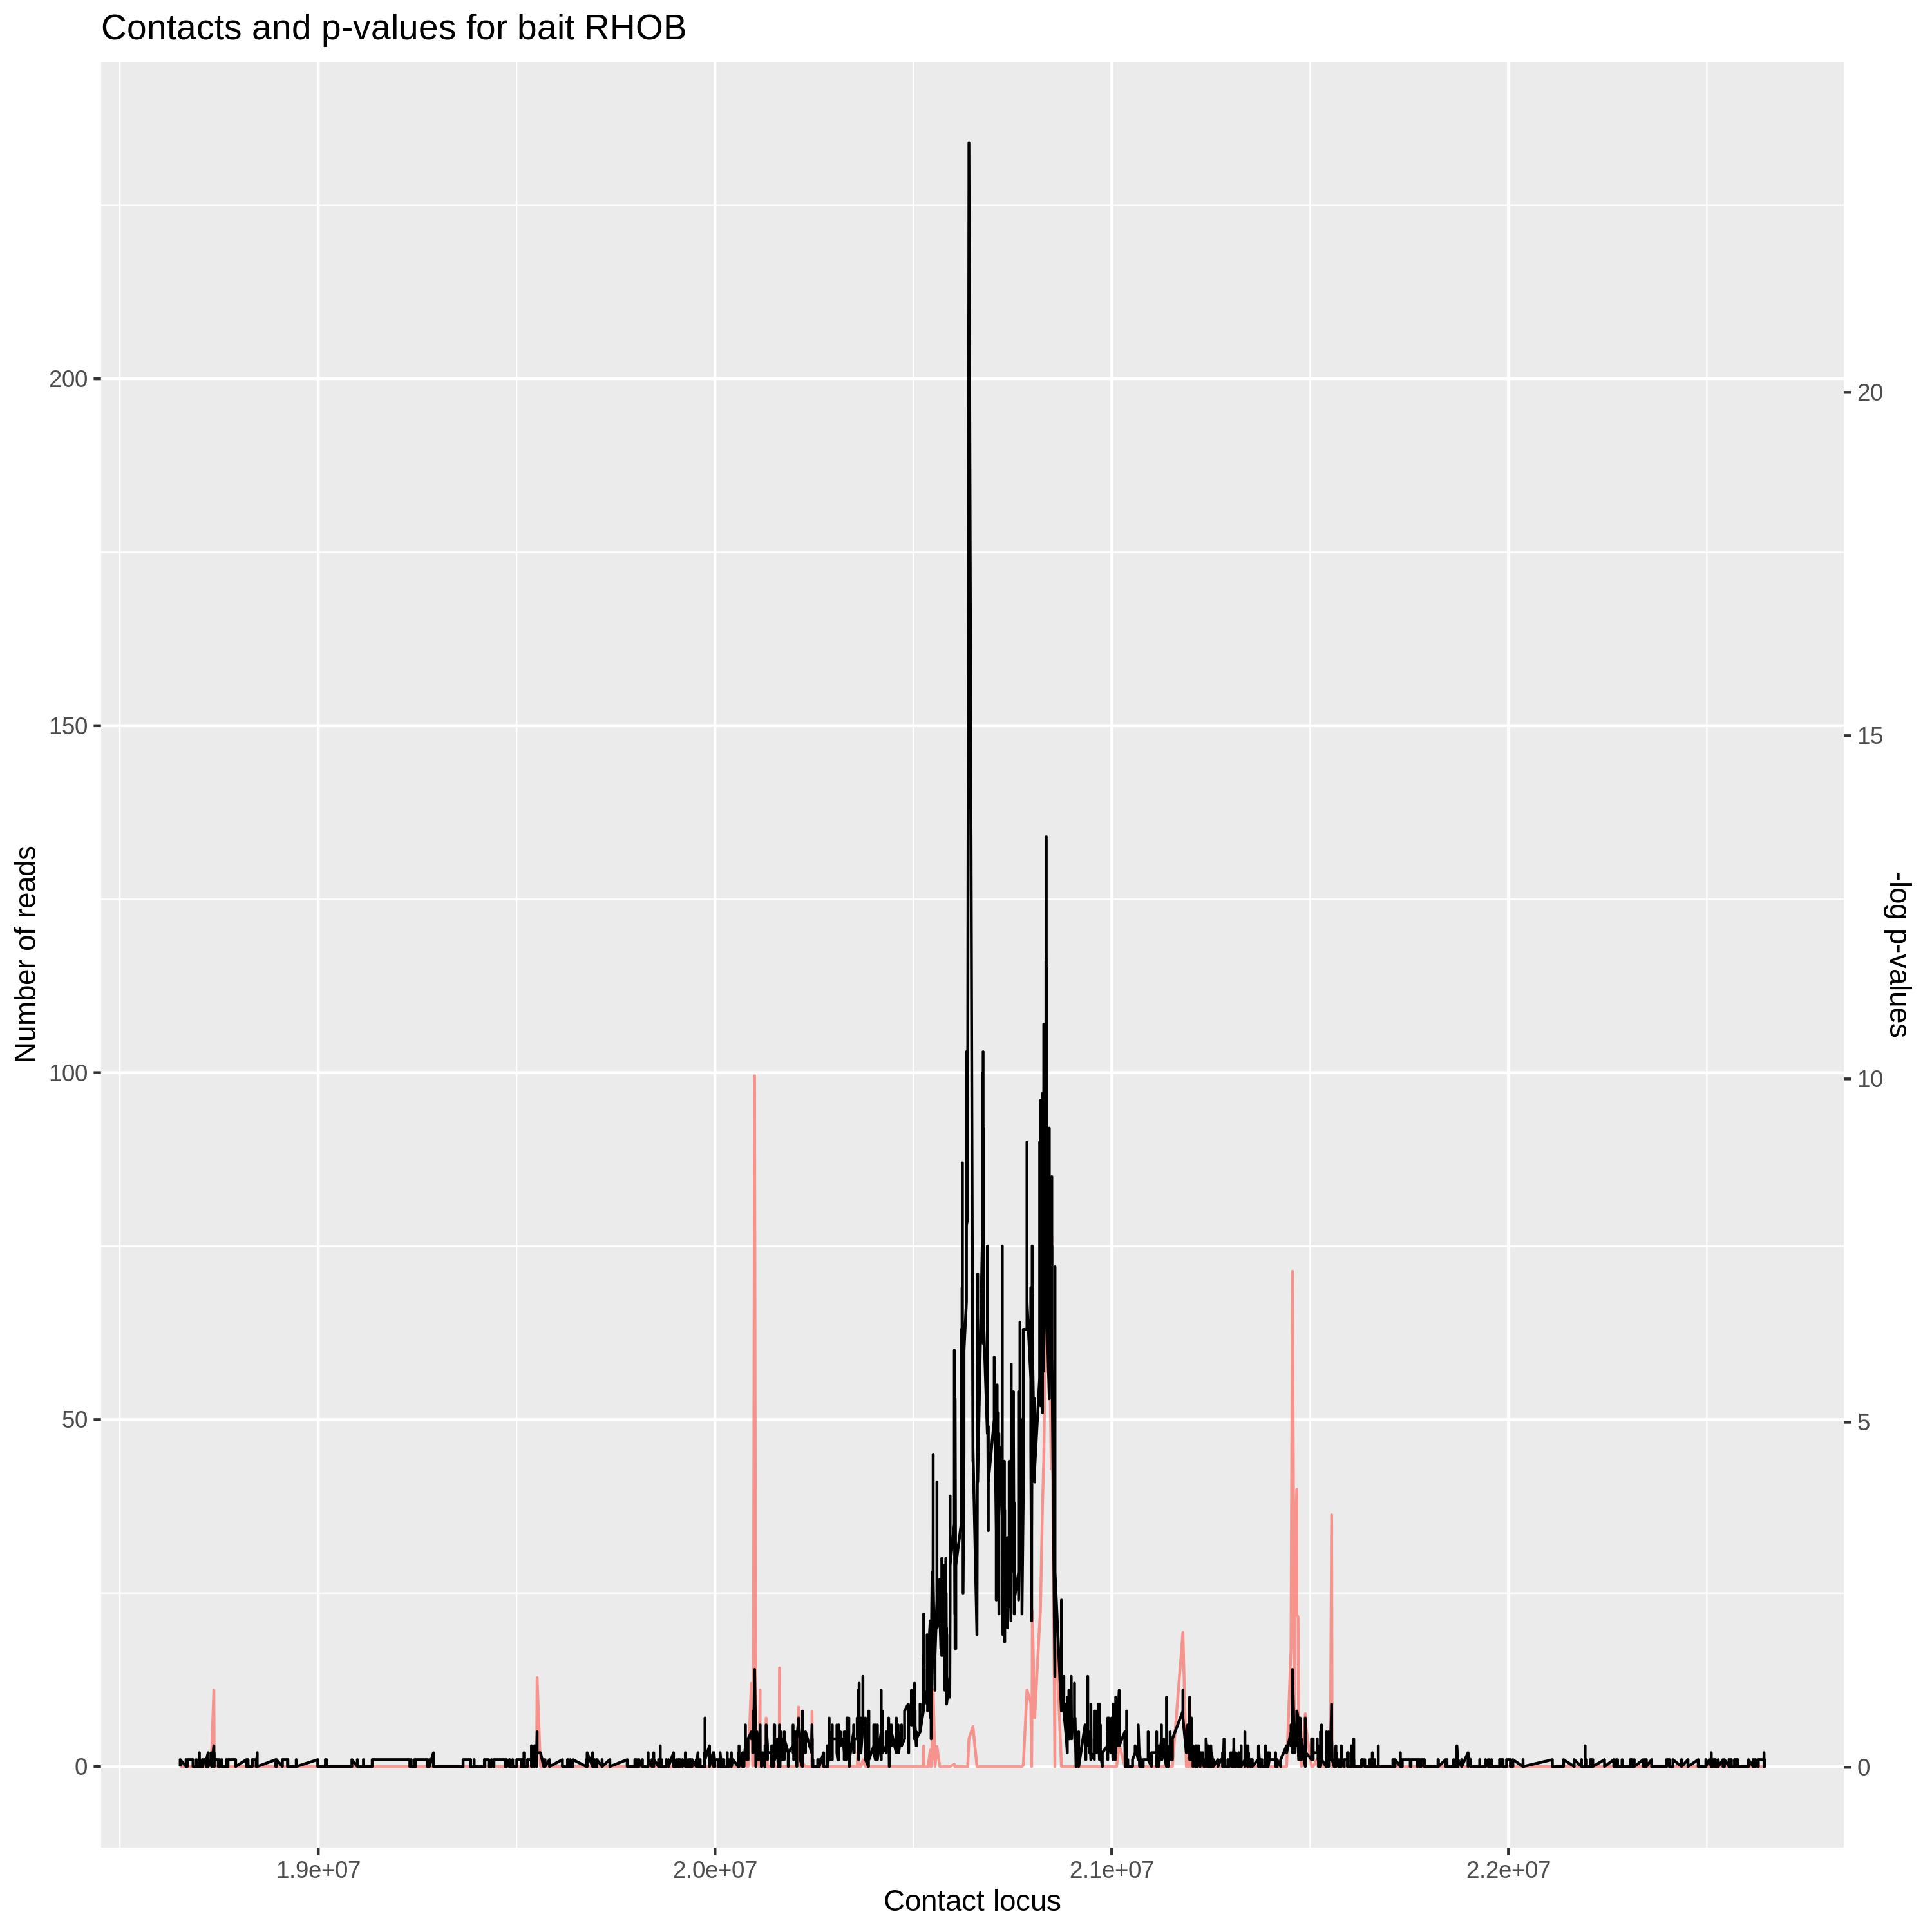 Contacts and p-values for bait RHOB
Number of reads
200
150
100
50
0
20
15
10
5
0
-log p-values
1.9e+07
2.0e+07
2.1e+07
2.2e+07
Contact locus